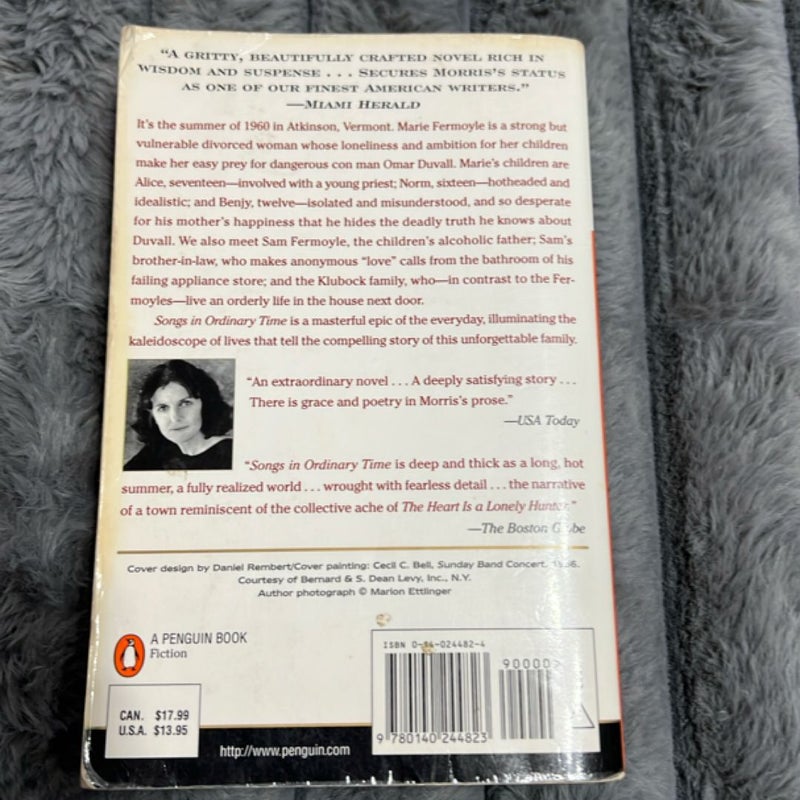 "A GRITTY, BEAUTIFULLY CRAFTED NOVEL RICH IN
WISDOM AND SUSPENSE . . . SECURES MORRIS'S STATUS
AS ONE OF OUR FINEST AMERICAN WRITERS."
—MIAMI HERALD
It's the summer of 1960 in Atkinson, Vermont. Marie Fermoyle is a strong but
vulnerable divorced woman whose loneliness and ambition for her children
make her easy prey for dangerous con man Omar Duvall. Marie's children are
Alice, seventeen—involved with a young priest; Norm, sixteen—hotheaded and
idealistic; and Benjy, twelve—isolated and misunderstood, and so desperate
for his mother's happiness that he hides the deadly truth he knows about
Duvall. We also meet Sam Fermoyle, the children's alcoholic father; Sam's
brother-in-law, who makes anonymous "love" calls from the bathroom of his
failing appliance store; and the Klubock family, who—in contrast to the Fer-
moyles—live an orderly life in the house next door.
Songs in Ordinary Time is a masterful epic of the everyday, illuminating the
kaleidoscope of lives that tell the compelling story of this unforgettable family.
"An extraordinary novel . . . A deeply satisfying story . . .
There is grace and poetry in Morris's prose."
—USA Today
"Songs in Ordinary Time is deep and thick as a long, hot
summer, a fully realized world . . . wrought with fearless detail . . . the narrative
of a town reminiscent of the collective ache of The Heart Is a Lonely Hunter."
—The Boston Globe
Cover design by Daniel Rembert/Cover painting: Cecil C. Bell, Sunday Band Concert,
Courtesy of Bernard & S. Dean Levy, Inc., N.Y.
Author photograph © Marion Ettlinger
A PENGUIN BOOK
Fiction
CAN. $17.99
U.S.A. $13.95
http://www.penguin.com
ISBN 0-14-024482-4
90000>
9 780140 244823